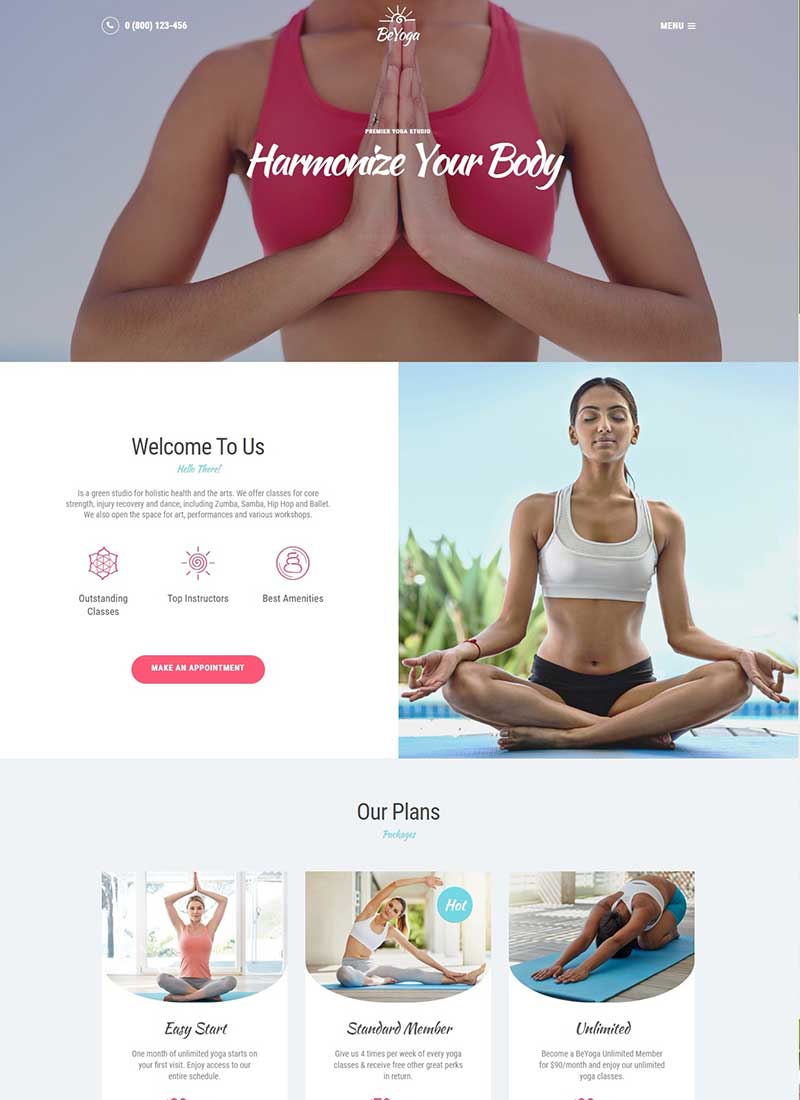 0 (800) 123-456
BeYoga
MENU
PREMIER YOGA STUDIO
Harmonize Your Body
Welcome To Us
Hello There!
Is a green studio for holistic health and the arts. We offer classes for core
strength, injury recovery and dance, including Zumba, Samba, Hip Hop and Ballet.
We also open the space for art, performances and various workshops.
Outstanding
Classes
Top Instructors
Best Amenities
MAKE AN APPOINTMENT
Our Plans
Packages
Hot
Easy Start
One month of unlimited yoga starts on
your first visit. Enjoy access to our
entire schedule.
Standard Member
Give us 4 times per week of every yoga
classes & receive free other great perks
in return.
Unlimited
Become a BeYoga Unlimited Member
for $90/month and enjoy our unlimited
yoga classes.